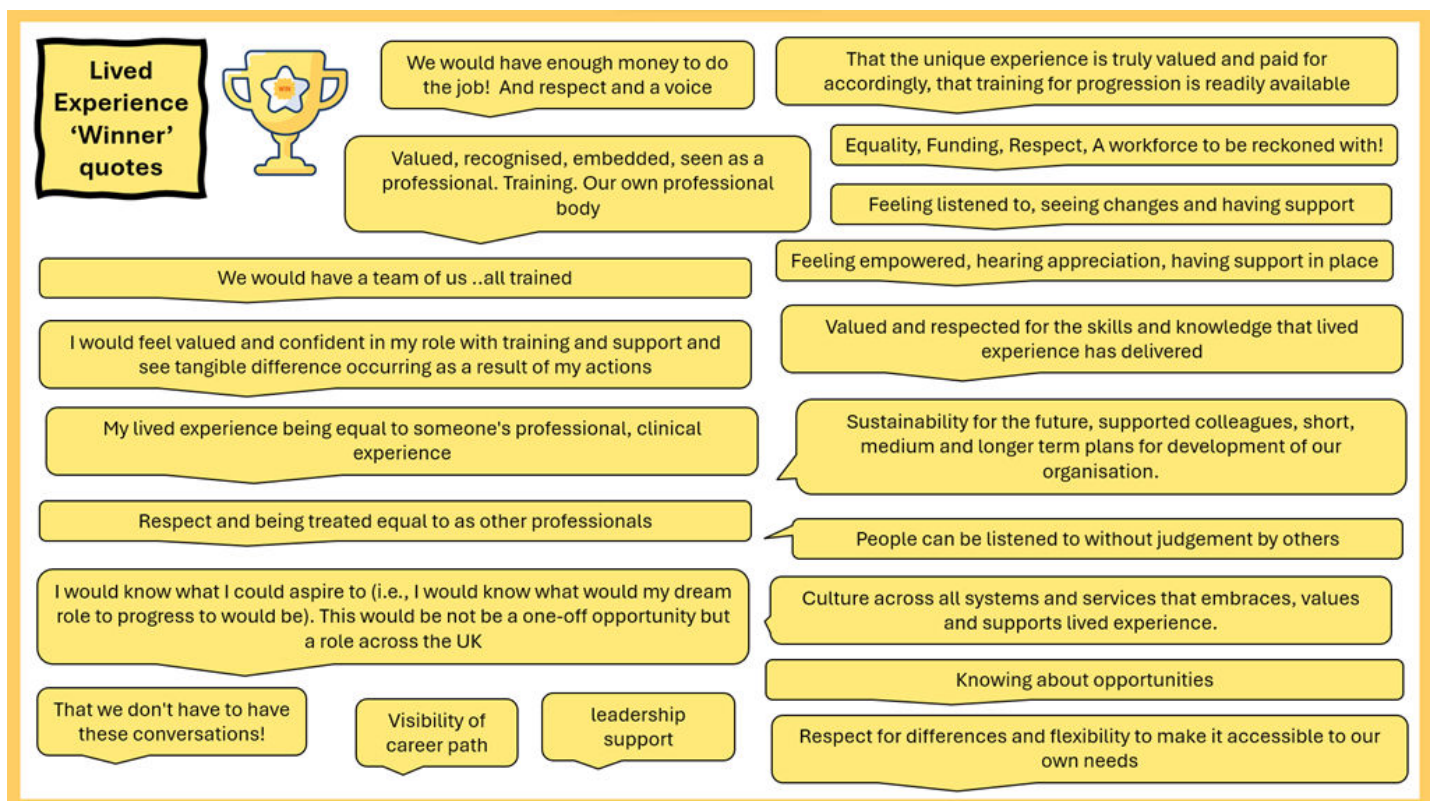 Lived
Experience
‘Winner’
quotes
WIN
We would have enough money to do
the job! And respect and a voice
That the unique experience is truly valued and paid for
accordingly, that training for progression is readily available
Valued, recognised, embedded, seen as a
professional. Training. Our own professional
body
Equality, Funding, Respect, A workforce to be reckoned with!
Feeling listened to, seeing changes and having support
Feeling empowered, hearing appreciation, having support in place
We would have a team of us ..all trained
Valued and respected for the skills and knowledge that lived
experience has delivered
I would feel valued and confident in my role with training and support and
see tangible difference occurring as a result of my actions
My lived experience being equal to someone's professional, clinical
experience
Sustainability for the future, supported colleagues, short,
medium and longer term plans for development of our
organisation.
Respect and being treated equal to as other professionals
People can be listened to without judgement by others
I would know what I could aspire to (i.e., I would know what would my dream
role to progress to would be). This would be not be a one-off opportunity but
a role across the UK
Culture across all systems and services that embraces, values
and supports lived experience.
Knowing about opportunities
That we don't have to have
these conversations!
Visibility of
career path
leadership
support
Respect for differences and flexibility to make it accessible to our
own needs